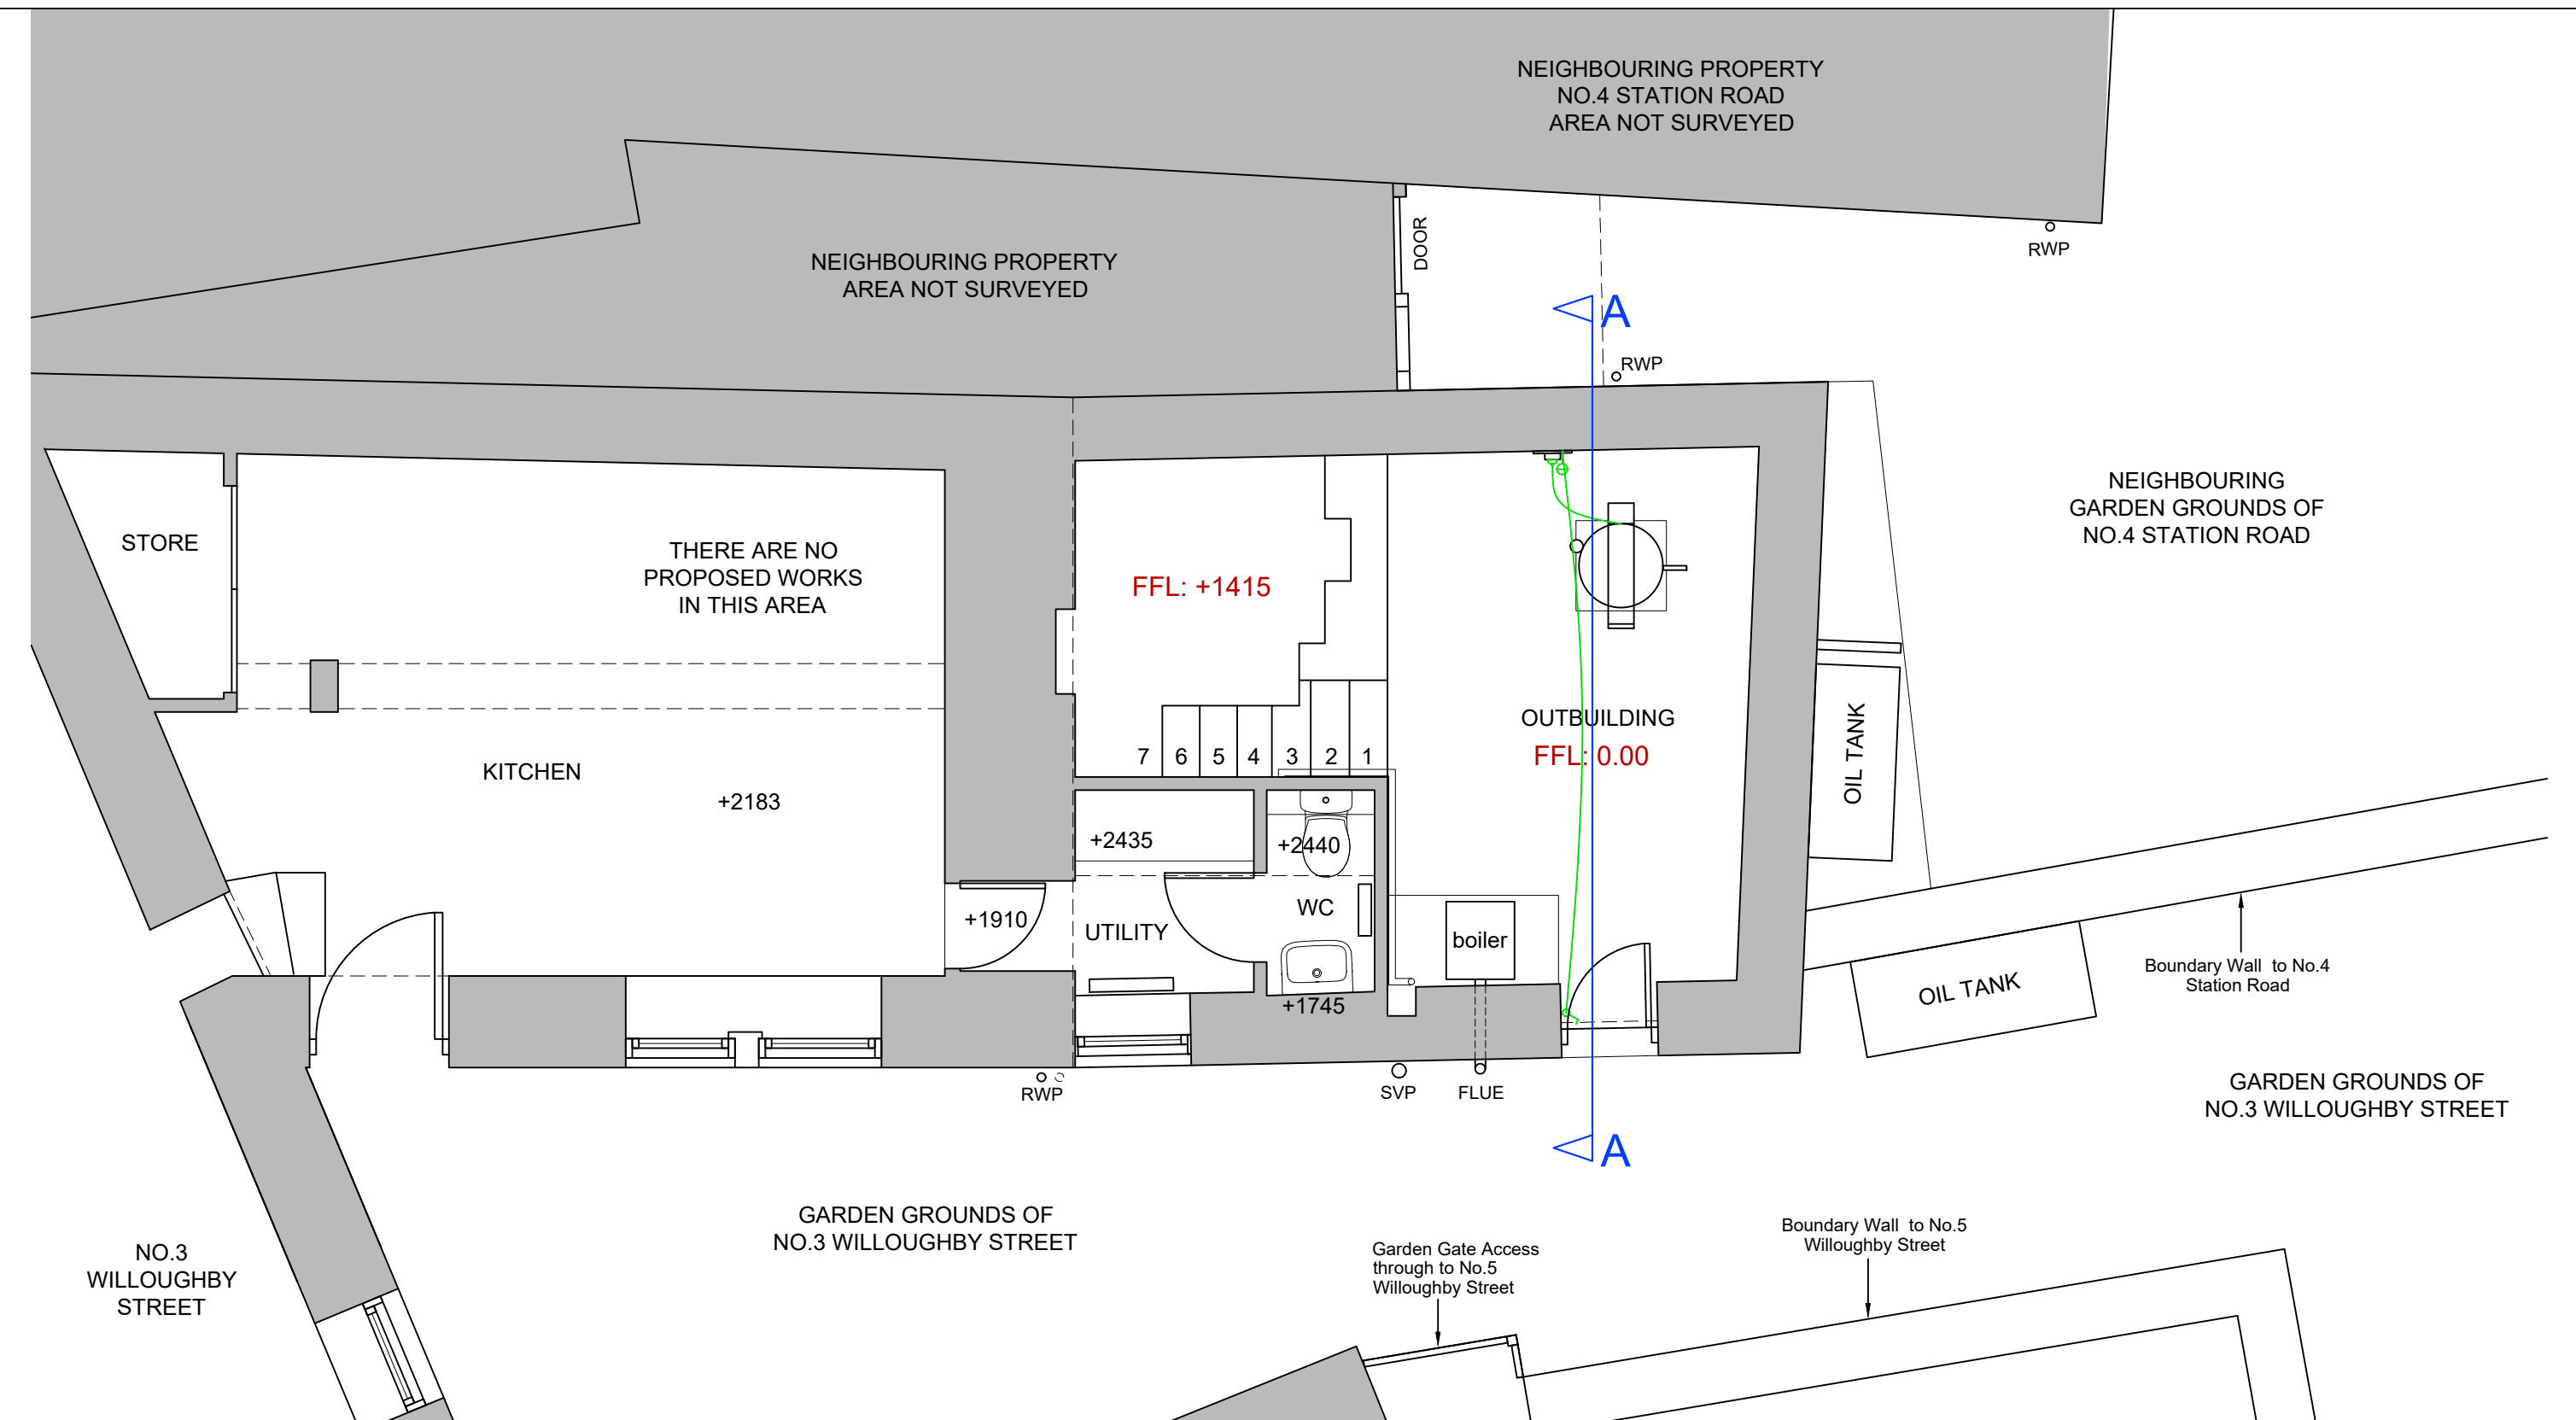 NEIGHBOURING PROPERTY
NO.4 STATION ROAD
AREA NOT SURVEYED
DOOR
RWP
NEIGHBOURING PROPERTY
AREA NOT SURVEYED
A
RWP
NEIGHBOURING
GARDEN GROUNDS OF
NO.4 STATION ROAD
STORE
THERE ARE NO
PROPOSED WORKS
IN THIS AREA
FFL: +1415
OUTBUILDING
FFL: 0.00
OIL TANK
7 6 5 4 3 2 1
KITCHEN
+2183
+2435
+2440
WC
+1910
UTILITY
boiler
+1745
OIL TANK
Boundary Wall to No.4
Station Road
RWP
SVP
FLUE
GARDEN GROUNDS OF
NO.3 WILLOUGHBY STREET
A
GARDEN GROUNDS OF
NO.3 WILLOUGHBY STREET
NO.3
WILLOUGHBY
STREET
Garden Gate Access
through to No.5
Willoughby Street
Boundary Wall to No.5
Willoughby Street